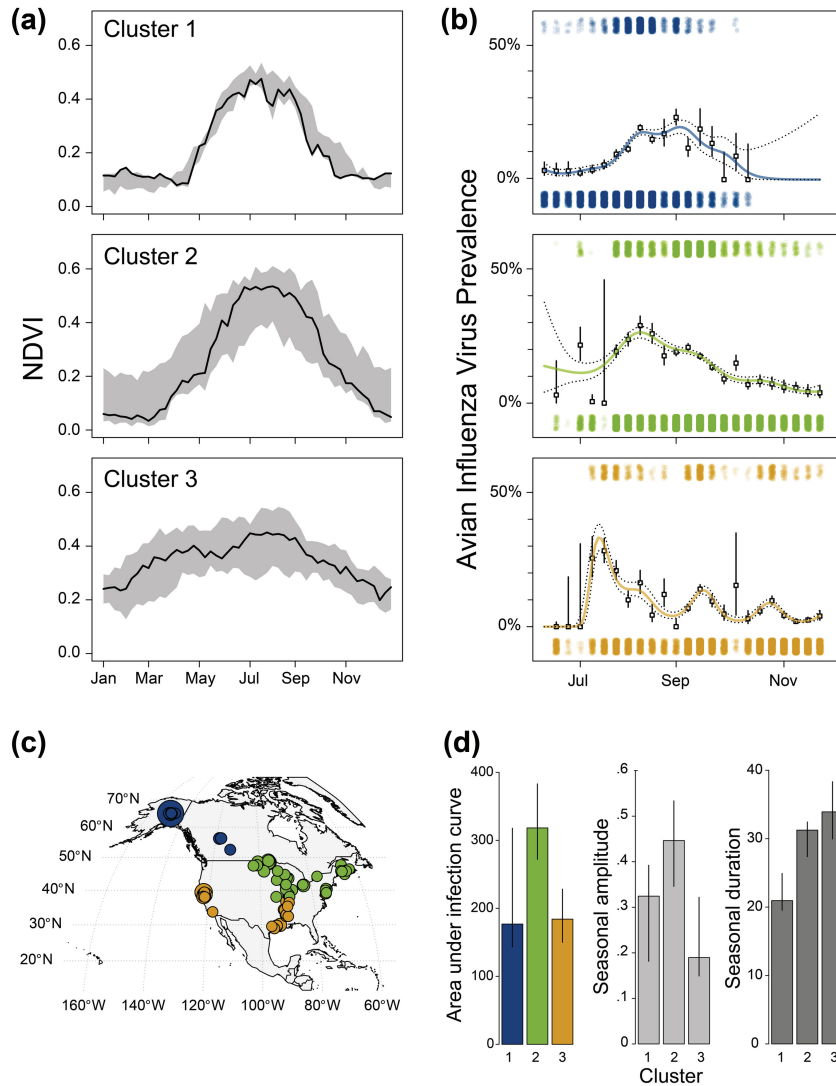 (a)
Cluster 1
0.6
0.4
0.2
0.0
Cluster 2
0.6
0.4
0.2
0.0
NDVI
Cluster 3
0.6
0.4
0.2
0.0
Jan Mar May Jul Sep Nov
(b)
50%
0%
50%
0%
50%
0%
Avian Influenza Virus Prevalence
Jul Sep Nov
(c)
70°N
60°N
50°N
40°N
30°N
20°N
160°W 140°W 120°W 100°W 80°W 60°W
(d)
Area under infection curve
400
300
200
100
0
1 2 3
Seasonal amplitude
.6
.4
.2
.1
0
1 2 3
Seasonal duration
40
30
20
10
0
1 2 3
Cluster